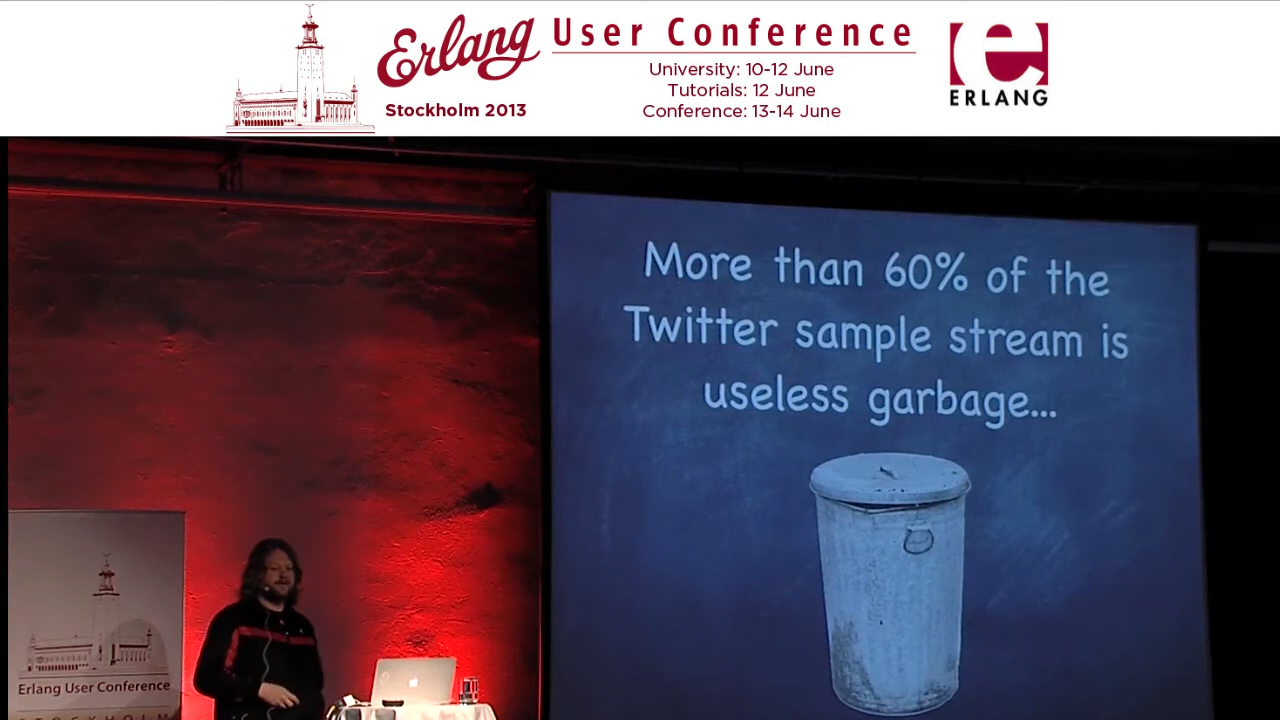 Erlang User Conference
Stockholm 2013
University: 10-12 June
Tutorials: 12 June
Conference: 13-14 June
ERLANG
More than 60% of the
Twitter sample stream is
useless garbage...
Erlang User Conference
STOCKHOLM